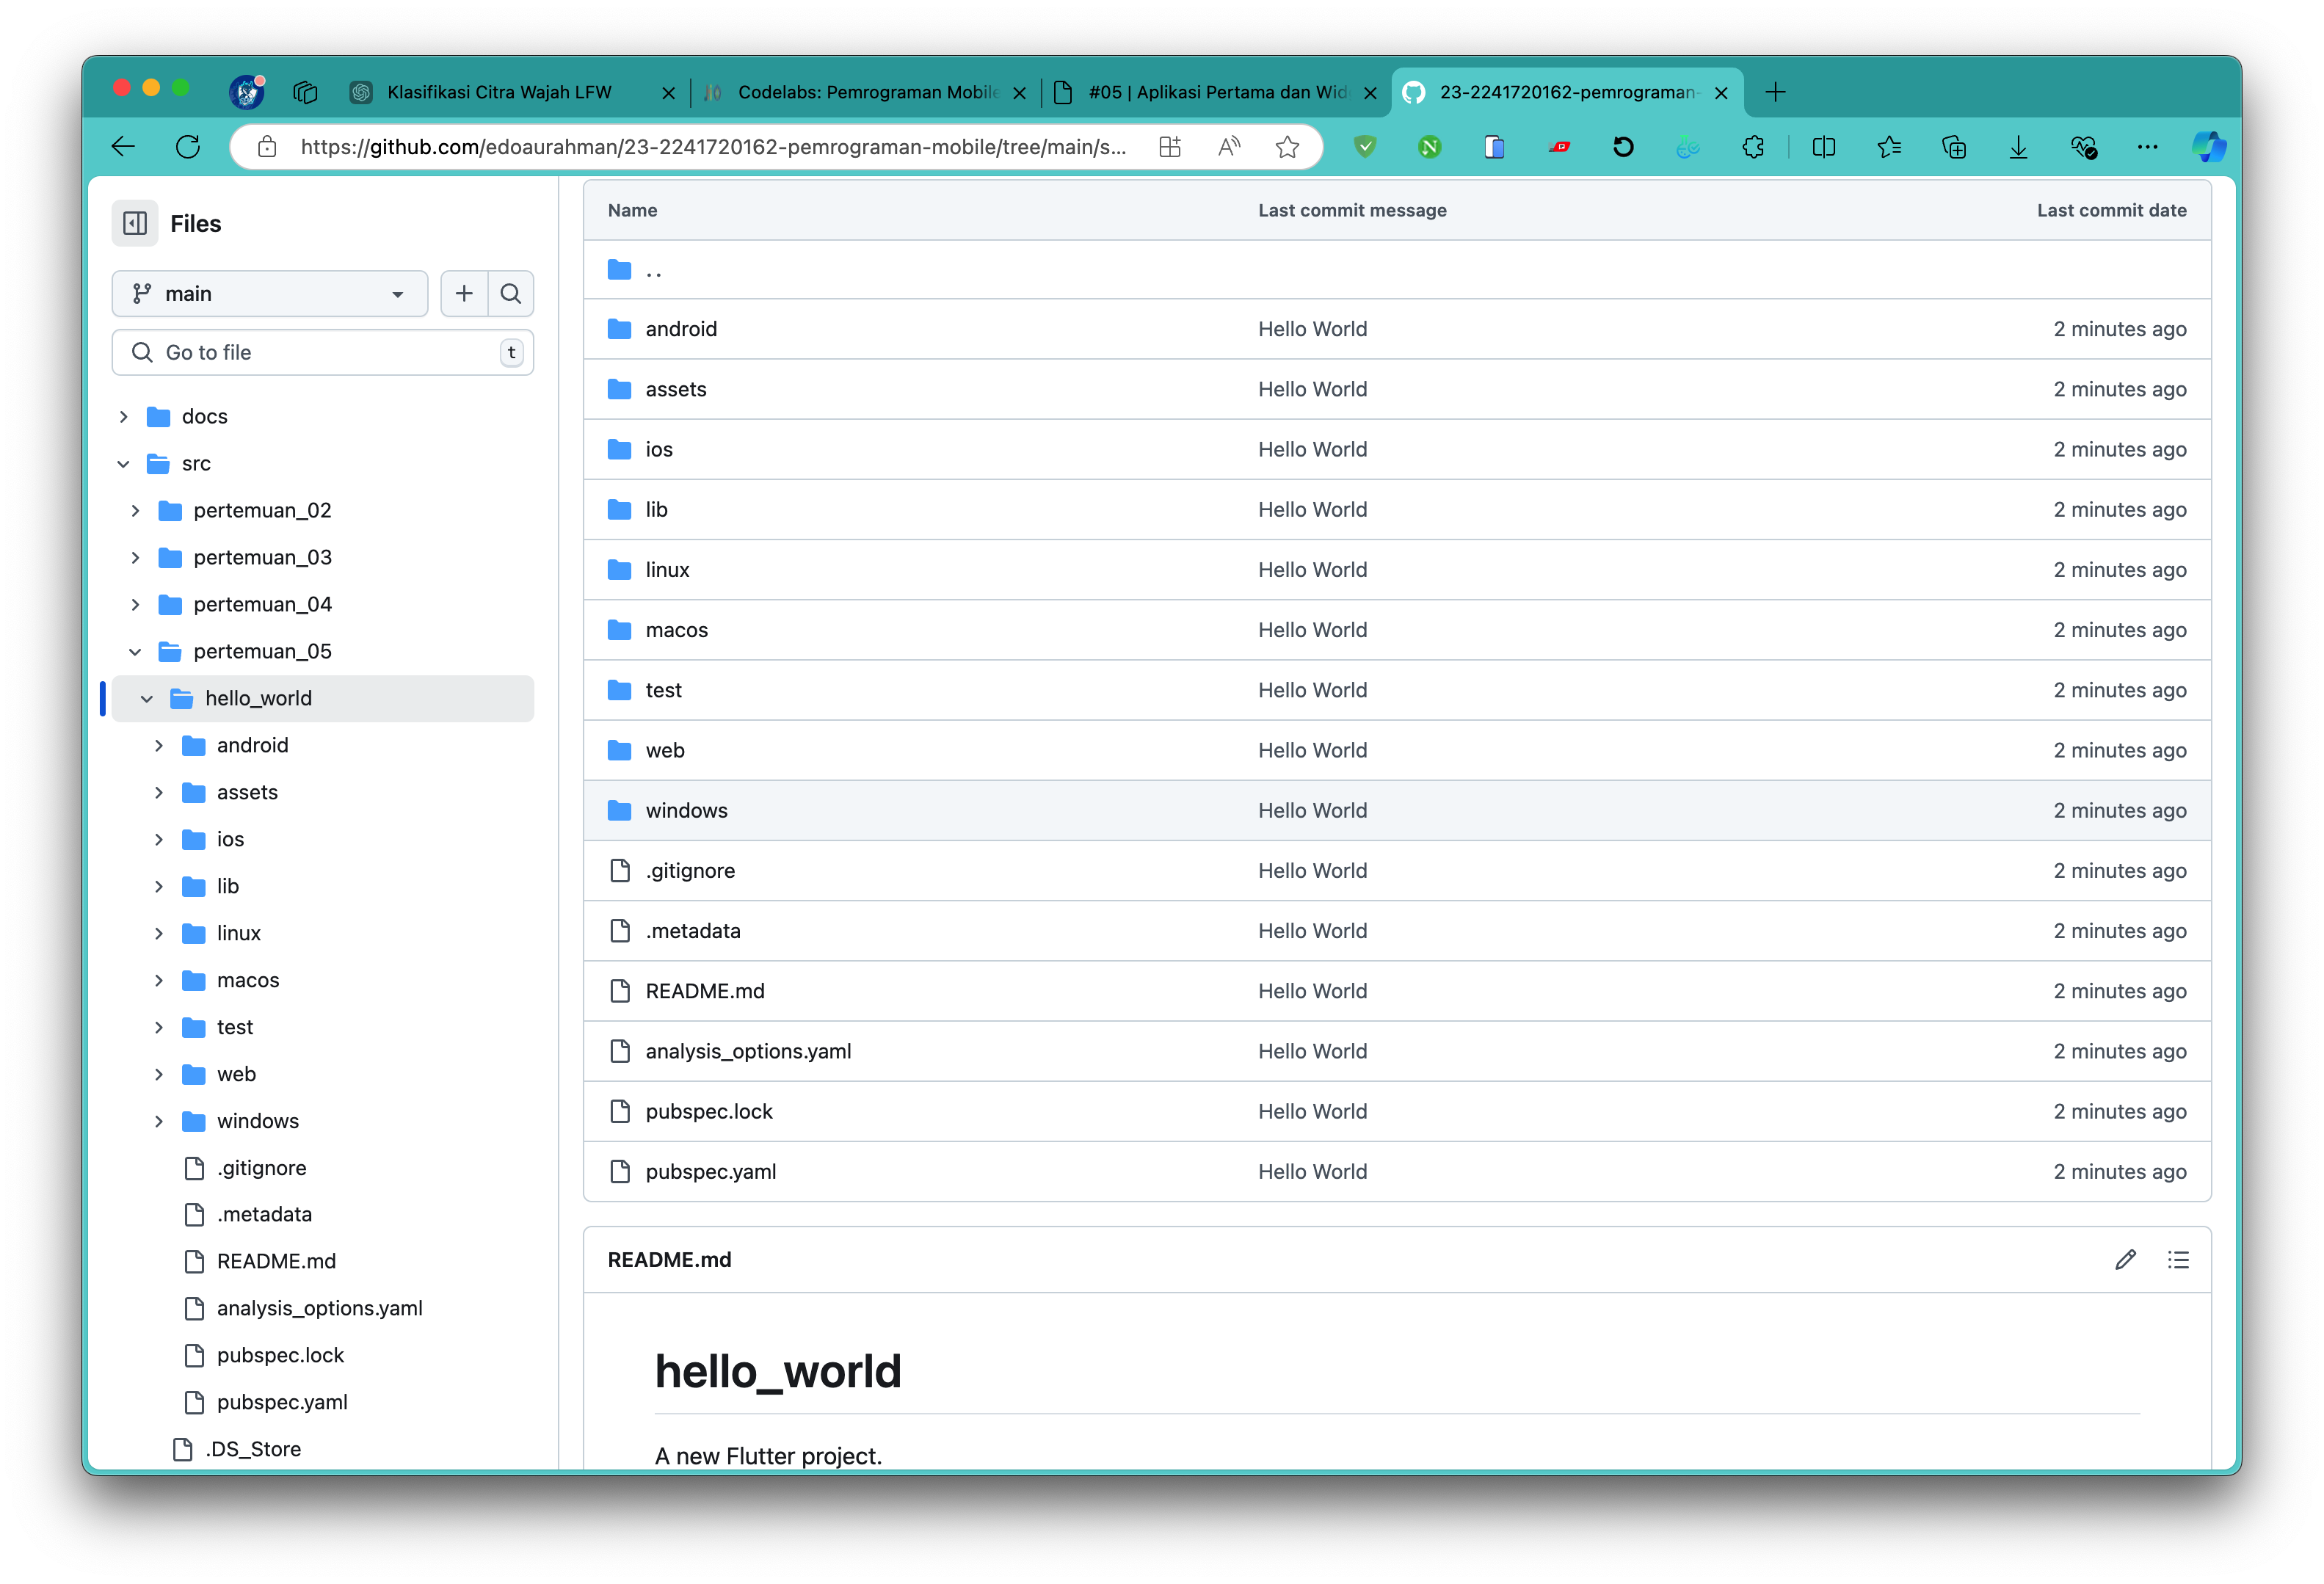 Klasifikasi Citra Wajah LFW
Codelabs: Pemrograman Mobile
#05 | Aplikasi Pertama dan Wid
23-2241720162-pemrograman-
https://github.com/edoaurahman/23-2241720162-pemrograman-mobile/tree/main/s...
Files
main
Go to file
t
docs
src
pertemuan_02
pertemuan_03
pertemuan_04
pertemuan_05
hello_world
android
assets
ios
lib
linux
macos
test
web
windows
.gitignore
.metadata
README.md
analysis_options.yaml
pubspec.lock
pubspec.yaml
.DS_Store
Name Last commit message Last commit date
..
android Hello World 2 minutes ago
assets Hello World 2 minutes ago
ios Hello World 2 minutes ago
lib Hello World 2 minutes ago
linux Hello World 2 minutes ago
macos Hello World 2 minutes ago
test Hello World 2 minutes ago
web Hello World 2 minutes ago
windows Hello World 2 minutes ago
.gitignore Hello World 2 minutes ago
.metadata Hello World 2 minutes ago
README.md Hello World 2 minutes ago
analysis_options.yaml Hello World 2 minutes ago
pubspec.lock Hello World 2 minutes ago
pubspec.yaml Hello World 2 minutes ago
README.md
hello_world
A new Flutter project.